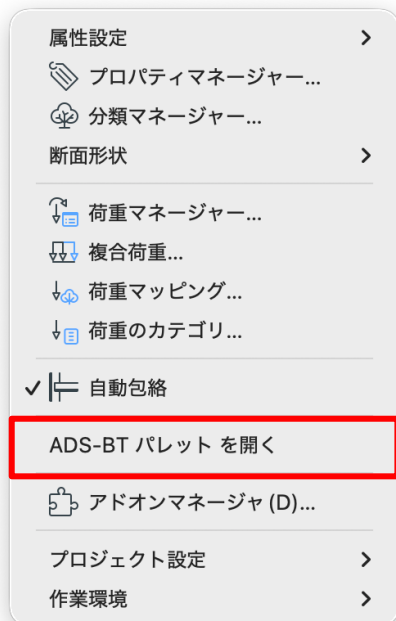 属性設定
プロパティマネージャー...
分類マネージャー...
断面形状
荷重マネージャー...
複合荷重...
荷重マッピング...
荷重のカテゴリ...
自動包絡
ADS-BT パレット を開く
アドオンマネージャ (D)...
プロジェクト設定
作業環境